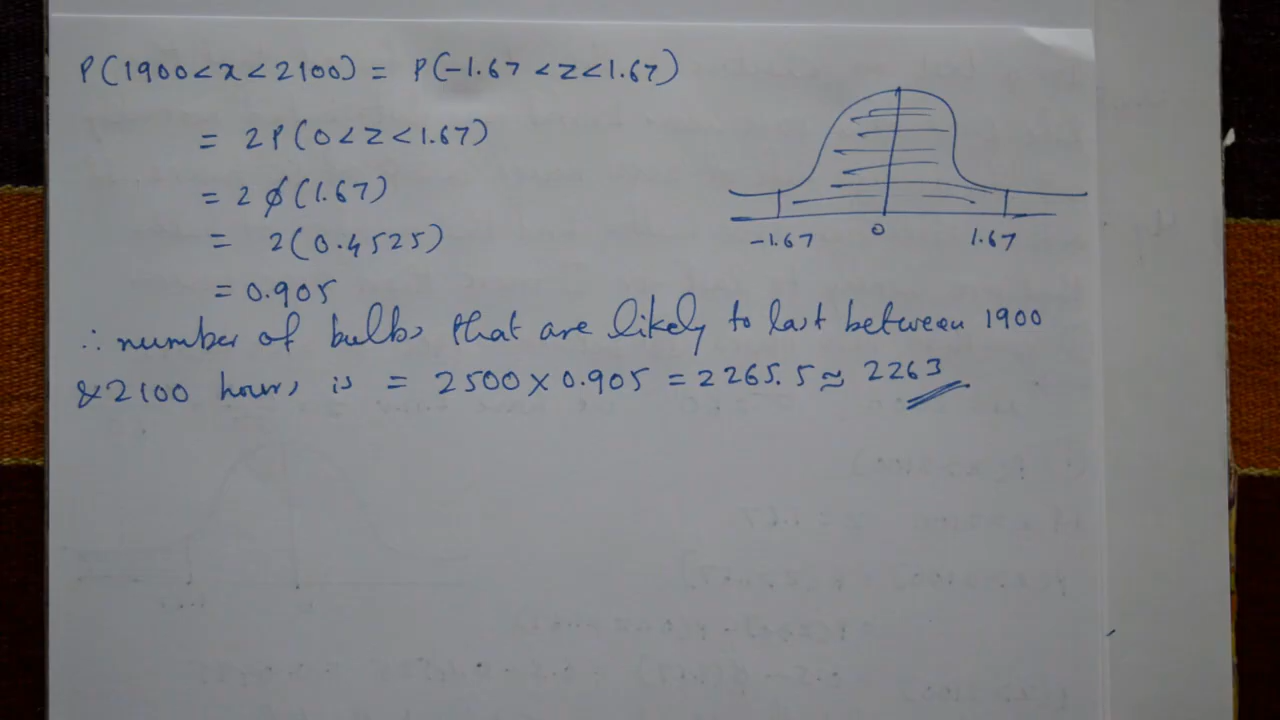 P(1900<x<2100) = P(-1.67<z<1.67)
= 2P(0<z<1.67)
= 2ϕ(1.67)
= 2(0.4525)
= 0.905
-1.67 0 1.67
∴ number of bulbs that are likely to last between 1900
& 2100 hours is = 2500×0.905 = 2265.5 ≈ 2263